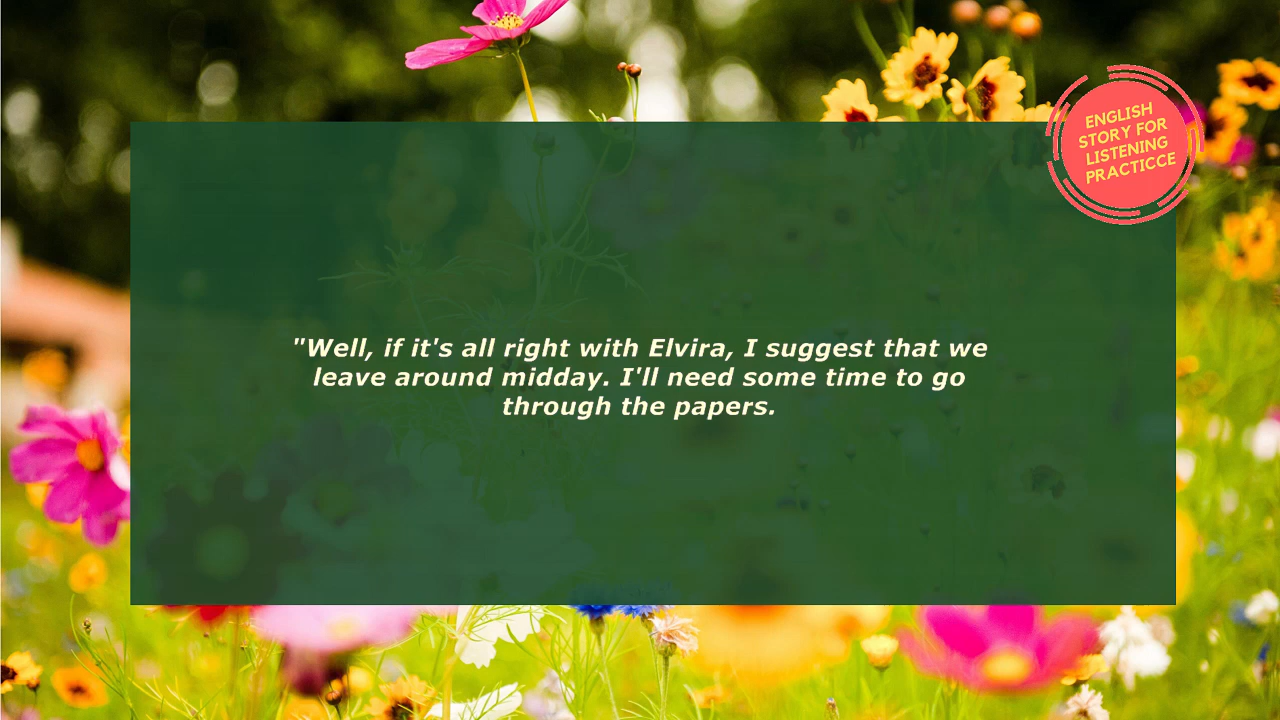 ENGLISH
STORY FOR
LISTENING
PRACTICCE
"Well, if it's all right with Elvira, I suggest that we
leave around midday. I'll need some time to go
through the papers.